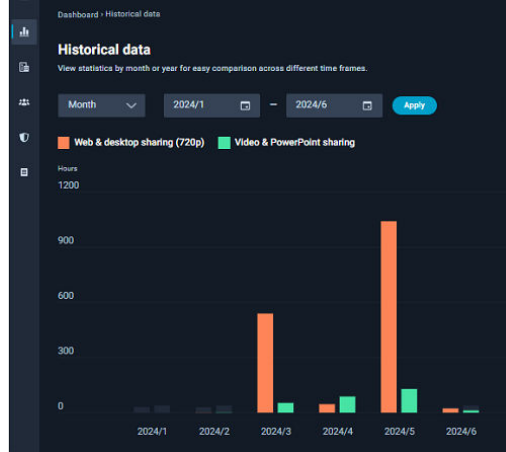 Dashboard › Historical data
Historical data
View statistics by month or year for easy comparison across different time frames.
Month 2024/1 – 2024/6 Apply
Web & desktop sharing (720p) Video & PowerPoint sharing
Hours
1200
900
600
300
0
2024/1 2024/2 2024/3 2024/4 2024/5 2024/6